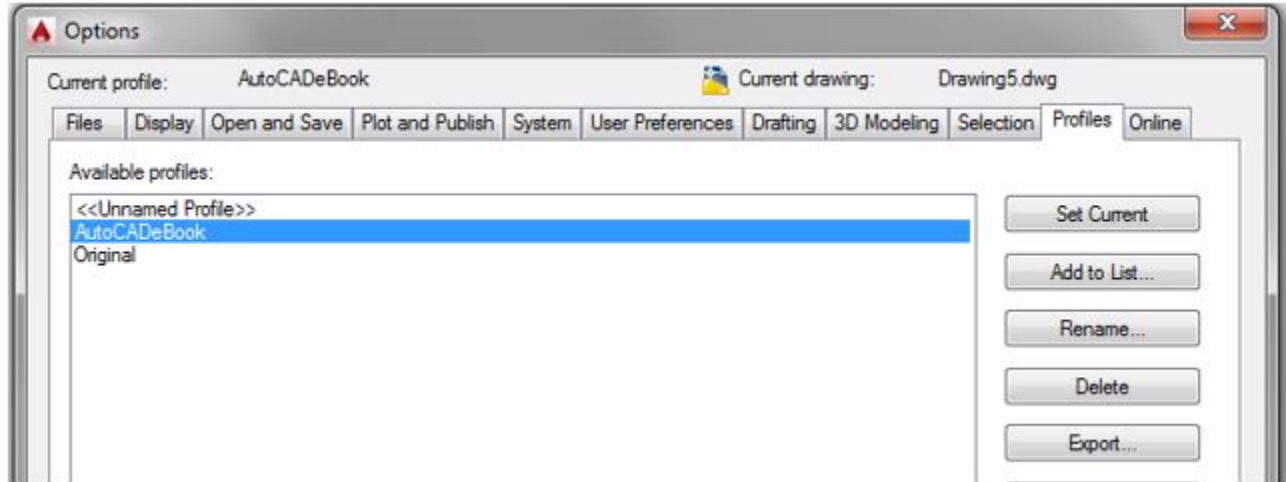 Options
Current profile: AutoCADeBook Current drawing: Drawing5.dwg
Files Display Open and Save Plot and Publish System User Preferences Drafting 3D Modeling Selection Profiles Online
Available profiles:
<<Unnamed Profile>>
AutoCADeBook
Original
Set Current
Add to List...
Rename...
Delete
Export...